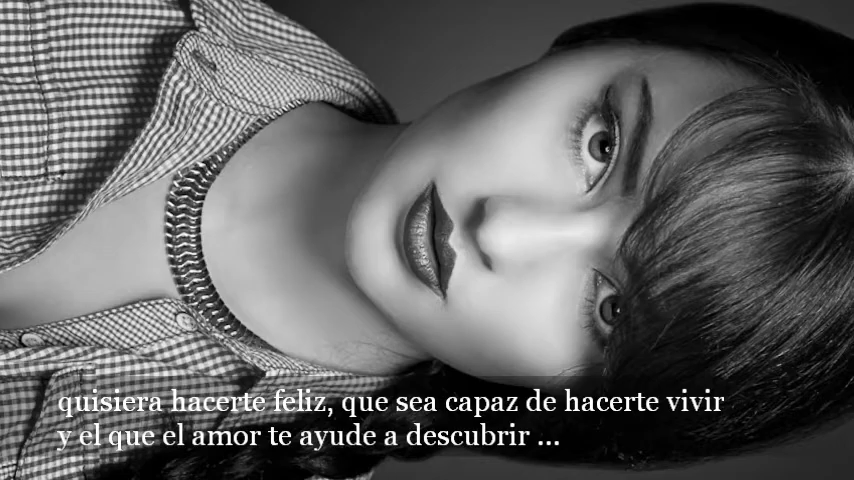 quisiera hacerte feliz, que sea capaz de hacerte vivir
y el que el amor te ayude a descubrir ...